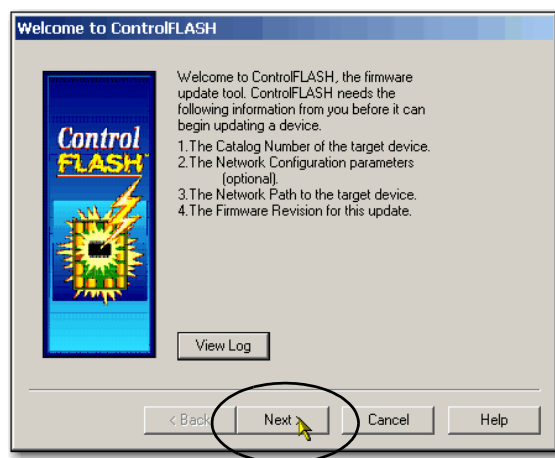 Welcome to ControlFLASH
Control
FLASH
Welcome to ControlFLASH, the firmware
update tool. ControlFLASH needs the
following information from you before it can
begin updating a device.
1.The Catalog Number of the target device.
2.The Network Configuration parameters
(optional).
3.The Network Path to the target device.
4.The Firmware Revision for this update.
View Log
< Back
Next >
Cancel
Help